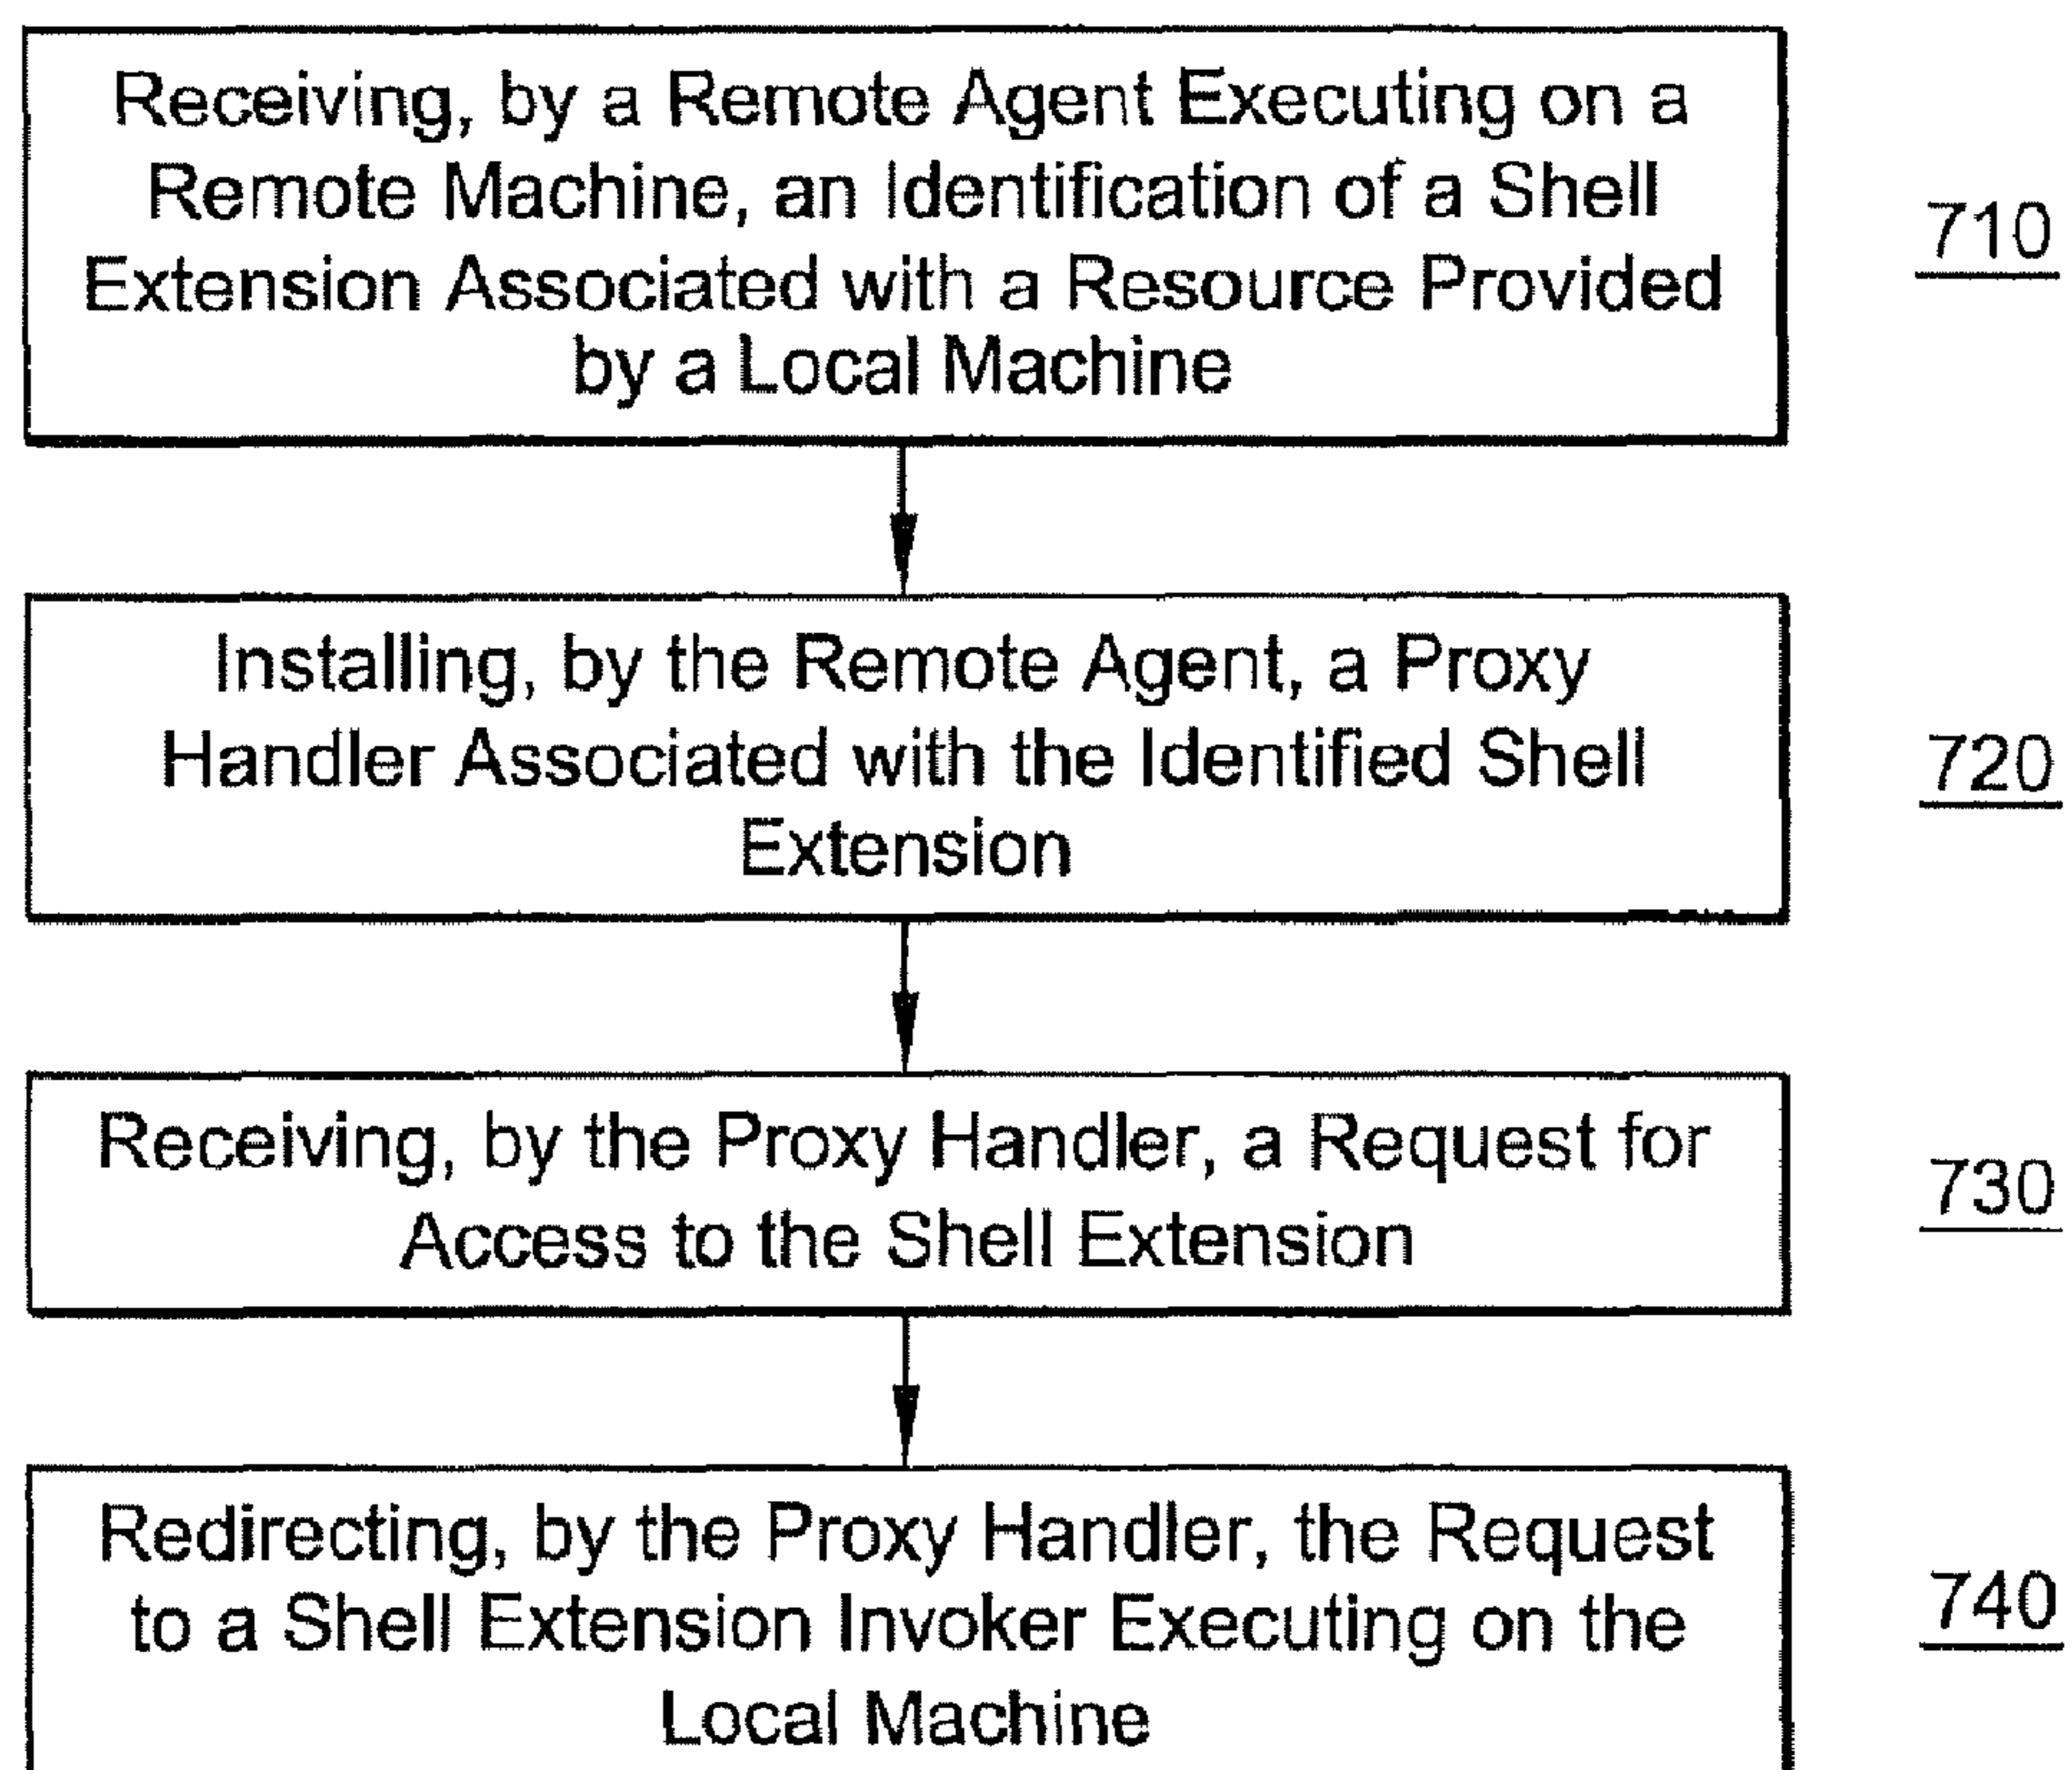 Receiving, by a Remote Agent Executing on a
Remote Machine, an Identification of a Shell
Extension Associated with a Resource Provided
by a Local Machine
710
Installing, by the Remote Agent, a Proxy
Handler Associated with the Identified Shell
Extension
720
Receiving, by the Proxy Handler, a Request for
Access to the Shell Extension
730
Redirecting, by the Proxy Handler, the Request
to a Shell Extension Invoker Executing on the
Local Machine
740